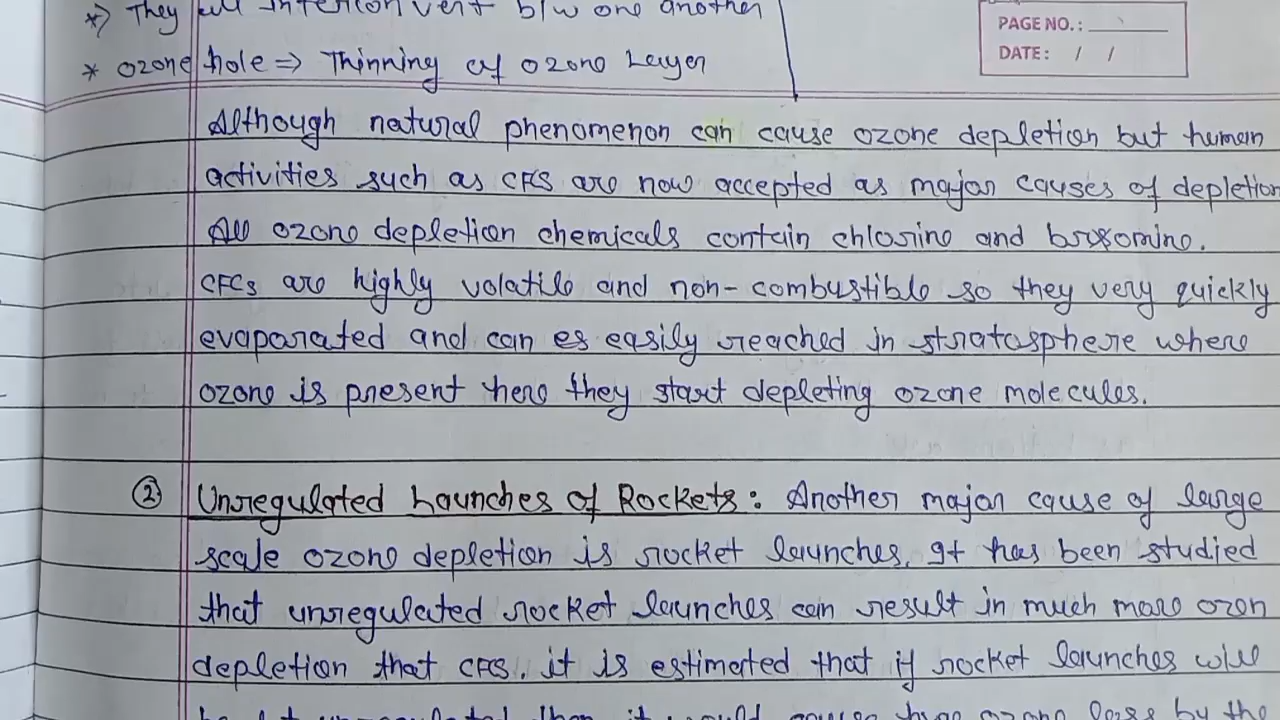 *⇒ They all interconvert b/w one another
PAGE NO.:
DATE: / /
* ozone hole ⇒ Thinning of ozone Layer
Although natural phenomenon can cause ozone depletion but human
activities such as CFCS are now accepted as major causes of depletion
All ozone depletion chemicals contain chlorine and bromine.
CFCs are highly volatile and non-combustible so they very quickly
evaporated and can es easily reached in stratosphere where
ozone is present here they start depleting ozone molecules.
② Unregulated Launches of Rockets: Another major cause of large
scale ozone depletion is rocket launches. It has been studied
that unregulated rocket launches can result in much more ozon
depletion that CFCS. it is estimated that if rocket launches will